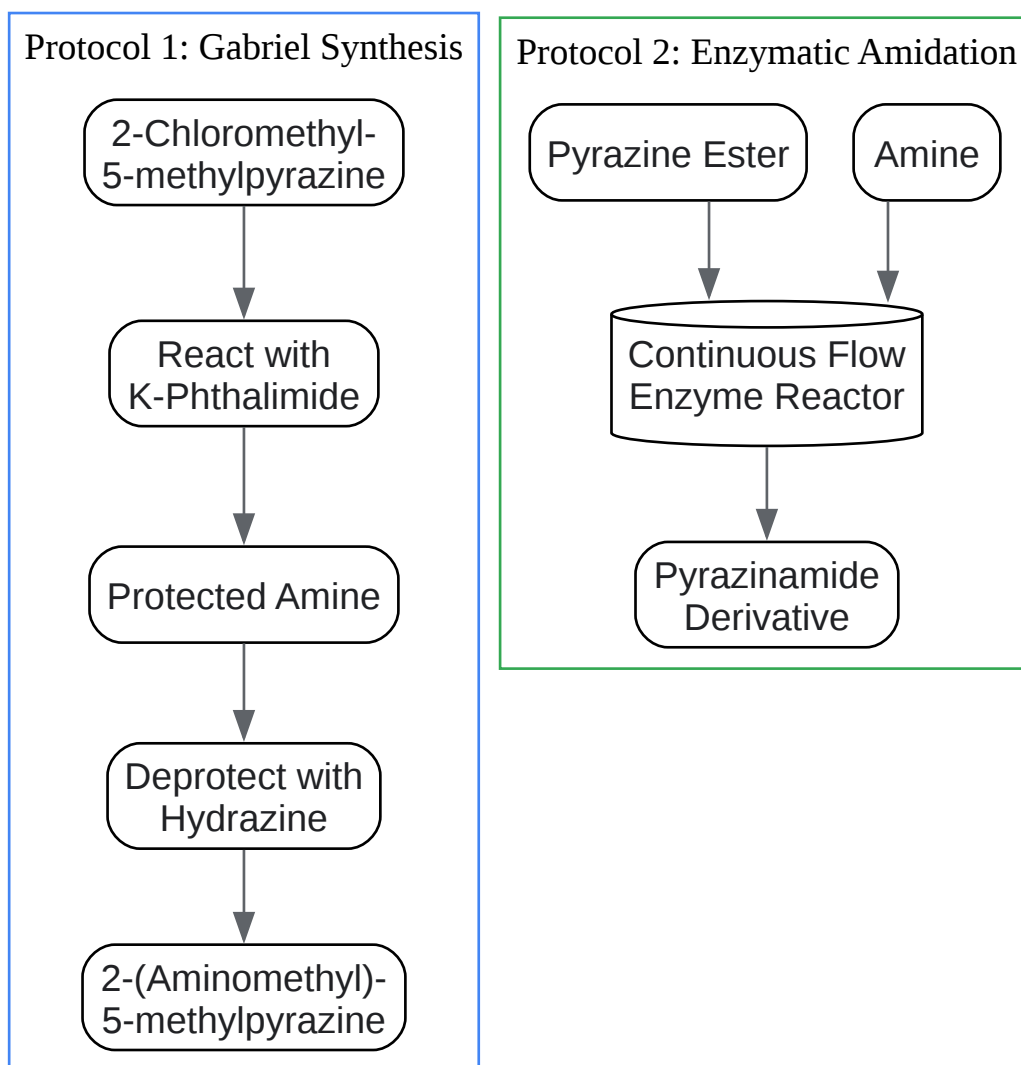 Protocol 1: Gabriel Synthesis
2-Chloromethyl-
5-methylpyrazine
React with
K-Phthalimide
Protected Amine
Deprotect with
Hydrazine
2-(Aminomethyl)-
5-methylpyrazine
Protocol 2: Enzymatic Amidation
Pyrazine Ester
Amine
Continuous Flow
Enzyme Reactor
Pyrazinamide
Derivative